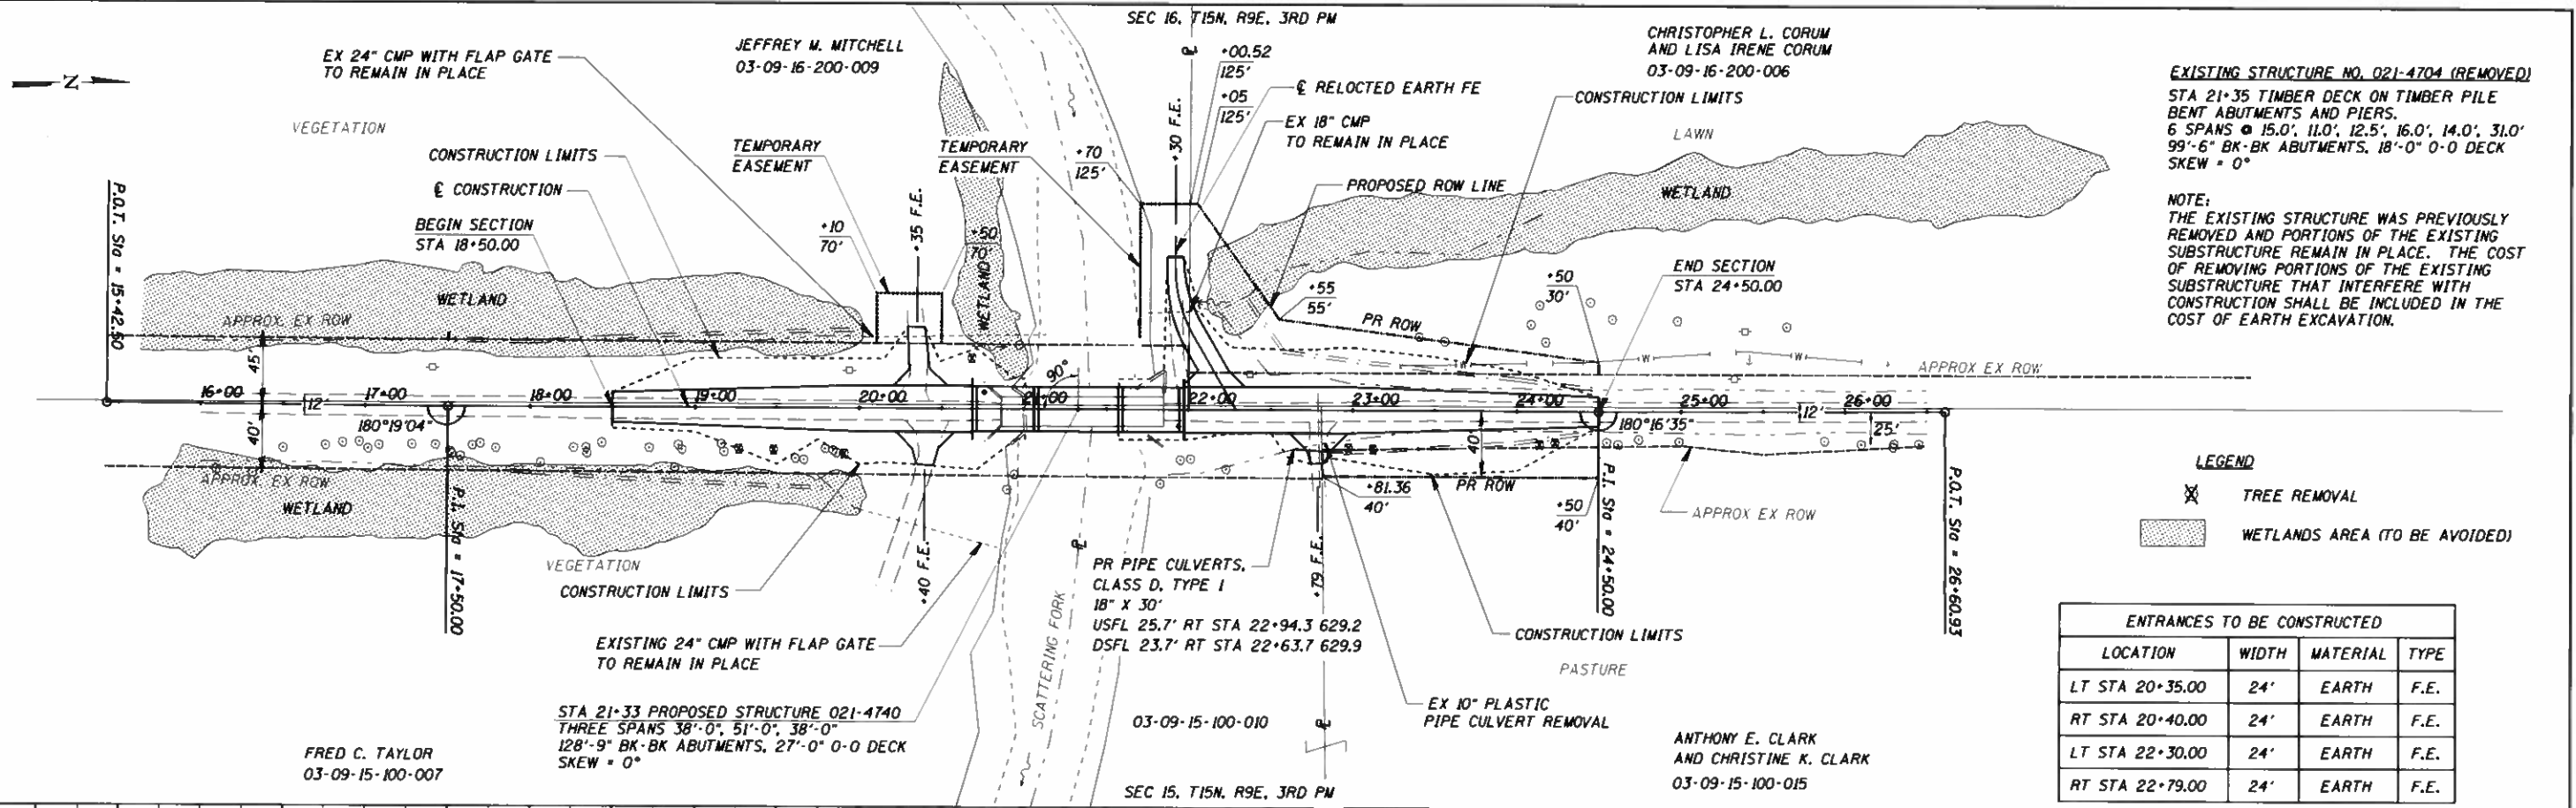 SEC 16, T15N, R9E, 3RD PM
EX 24" CMP WITH FLAP GATE
TO REMAIN IN PLACE
JEFFREY M. MITCHELL
03-09-16-200-009
CHRISTOPHER L. CORUM
AND LISA IRENE CORUM
03-09-16-200-006
N
VEGETATION
CONSTRUCTION LIMITS
℄ CONSTRUCTION
BEGIN SECTION
STA 18+50.00
TEMPORARY
EASEMENT
+10
70'
+35 F.E.
TEMPORARY
EASEMENT
+50
70'
+70
125'
℄ RELOCTED EARTH FE
+00.52
125'
+05
125'
+30 F.E.
EX 18" CMP
TO REMAIN IN PLACE
CONSTRUCTION LIMITS
LAWN
PROPOSED ROW LINE
WETLAND
EXISTING STRUCTURE NO. 021-4704 (REMOVED)
STA 21+35 TIMBER DECK ON TIMBER PILE
BENT ABUTMENTS AND PIERS.
6 SPANS @ 15.0', 11.0', 12.5', 16.0', 14.0', 31.0'
99'-6" BK-BK ABUTMENTS, 18'-0" O-O DECK
SKEW = 0°
NOTE:
THE EXISTING STRUCTURE WAS PREVIOUSLY
REMOVED AND PORTIONS OF THE EXISTING
SUBSTRUCTURE REMAIN IN PLACE. THE COST
OF REMOVING PORTIONS OF THE EXISTING
SUBSTRUCTURE THAT INTERFERE WITH
CONSTRUCTION SHALL BE INCLUDED IN THE
COST OF EARTH EXCAVATION.
P.O.T. Sta = 15+42.50
WETLAND
APPROX. EX ROW
45'
WETLAND
+55
55'
PR ROW
+50
30'
END SECTION
STA 24+50.00
W
W
W
APPROX EX ROW
16+00
12'
17+00
18+00
19+00
20+00
21+00
90°
22+00
23+00
24+00
25+00
12'
26+00
40'
180°19'04"
180°16'35"
40'
25'
APPROX EX ROW
WETLAND
P.I. Sta = 17+50.00
+81.36
40'
PR ROW
+50
40'
P.I. Sta = 24+50.00
APPROX EX ROW
P.O.T. Sta = 26+60.93
LEGEND
TREE REMOVAL
WETLANDS AREA (TO BE AVOIDED)
VEGETATION
CONSTRUCTION LIMITS
+40 F.E.
PR PIPE CULVERTS,
CLASS D, TYPE 1
18" X 30'
USFL 25.7' RT STA 22+94.3 629.2
DSFL 23.7' RT STA 22+63.7 629.9
+79 F.E.
CONSTRUCTION LIMITS
PASTURE
EXISTING 24" CMP WITH FLAP GATE
TO REMAIN IN PLACE
SCATTERING FORK
EX 10" PLASTIC
PIPE CULVERT REMOVAL
STA 21+33 PROPOSED STRUCTURE 021-4740
THREE SPANS 38'-0", 51'-0", 38'-0"
128'-9" BK-BK ABUTMENTS, 27'-0" O-O DECK
SKEW = 0°
FRED C. TAYLOR
03-09-15-100-007
03-09-15-100-010
ANTHONY E. CLARK
AND CHRISTINE K. CLARK
03-09-15-100-015
SEC 15, T15N, R9E, 3RD PM
ENTRANCES TO BE CONSTRUCTED
LOCATION WIDTH MATERIAL TYPE
LT STA 20+35.00 24' EARTH F.E.
RT STA 20+40.00 24' EARTH F.E.
LT STA 22+30.00 24' EARTH F.E.
RT STA 22+79.00 24' EARTH F.E.